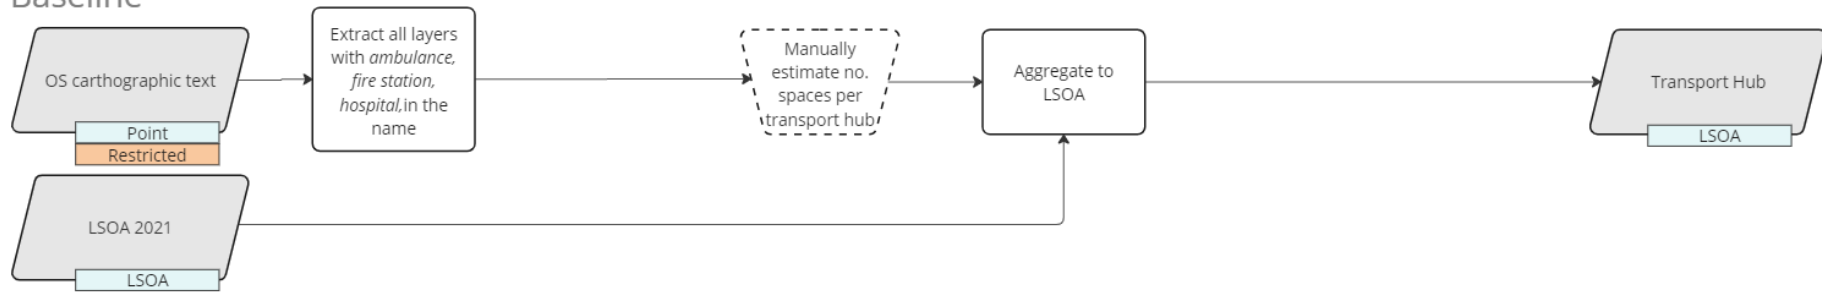 Baseline
OS carthographic text
Point
Restricted
Extract all layers
with ambulance,
fire station,
hospital,in the
name
Manually
estimate no.
spaces per
transport hub
Aggregate to
LSOA
Transport Hub
LSOA
LSOA 2021
LSOA